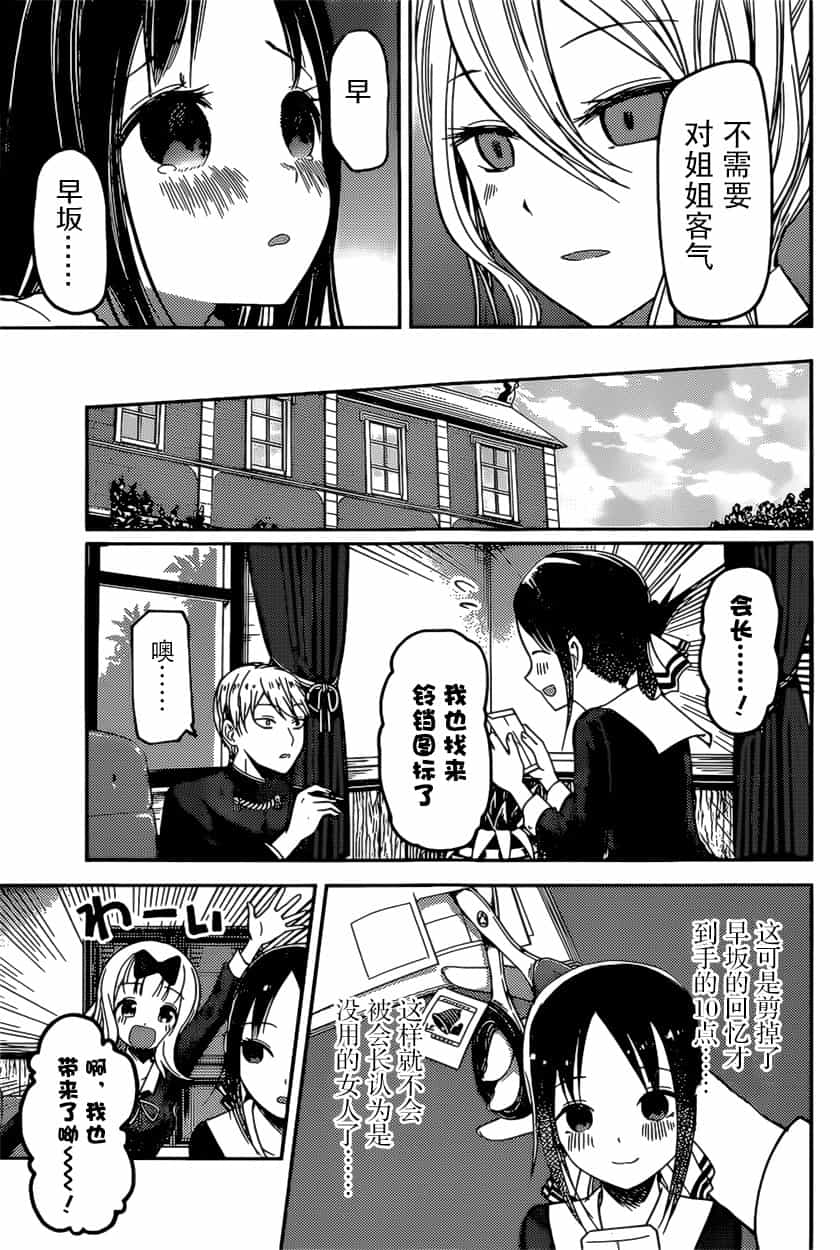 不需要
对姐姐客气
早
早坂
……
会长……!
我也找来
铃铛图标了
噢……
这可是剪掉了
早坂的回忆才
到手的10点……
这样就不会
被会长认为是
没用的女人了……
わーい
啊，我也
带来了呦～～～!